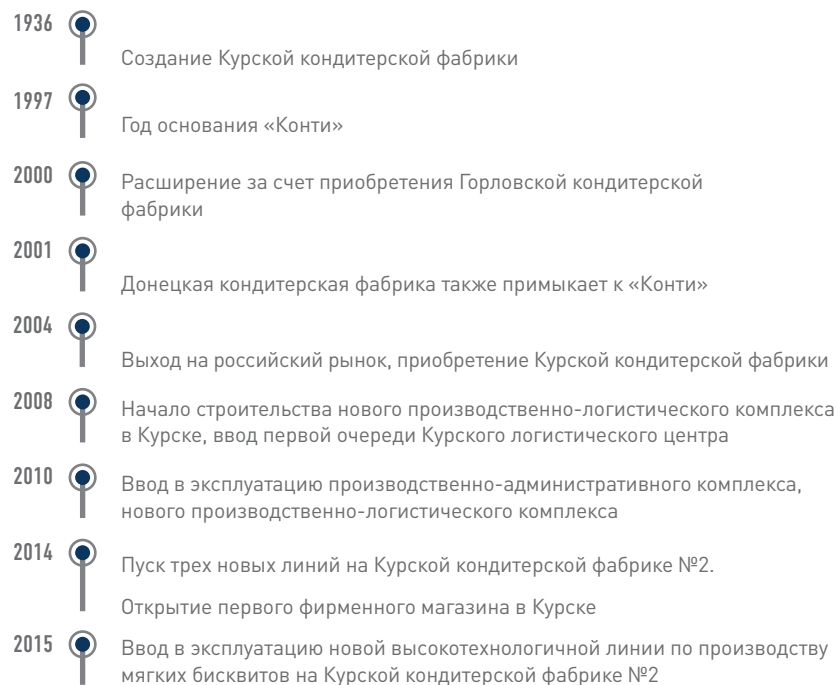 1936
Создание Курской кондитерской фабрики
1997
Год основания «Конти»
2000
Расширение за счет приобретения Горловской кондитерской
фабрики
2001
Донецкая кондитерская фабрика также примыкает к «Конти»
2004
Выход на российский рынок, приобретение Курской кондитерской фабрики
2008
Начало строительства нового производственно-логистического комплекса
в Курске, ввод первой очереди Курского логистического центра
2010
Ввод в эксплуатацию производственно-административного комплекса,
нового производственно-логистического комплекса
2014
Пуск трех новых линий на Курской кондитерской фабрике №2.
Открытие первого фирменного магазина в Курске
2015
Ввод в эксплуатацию новой высокотехнологичной линии по производству
мягких бисквитов на Курской кондитерской фабрике №2